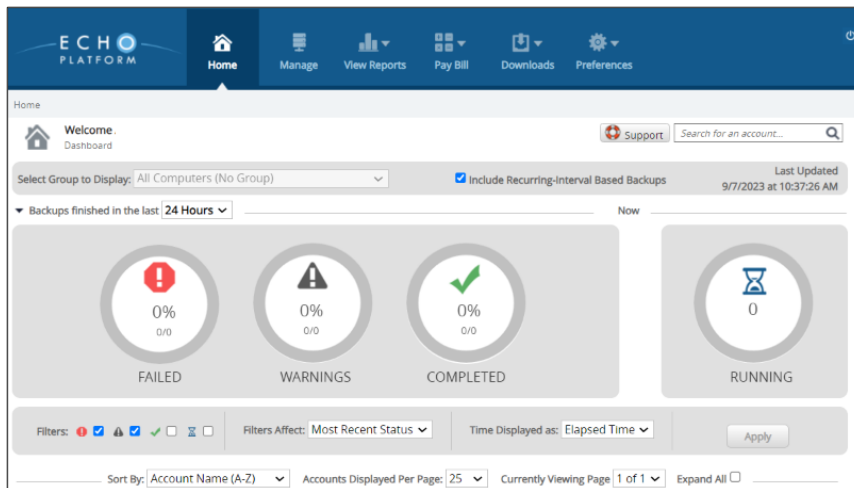 ECHO
PLATFORM
Home
Manage
View Reports
Pay Bill
Downloads
Preferences
Home
Welcome.
Dashboard
Support
Search for an account...
Select Group to Display: All Computers (No Group)
Include Recurring-Interval Based Backups
Last Updated
9/7/2023 at 10:37:26 AM
Backups finished in the last 24 Hours
Now
0%
0/0
FAILED
0%
0/0
WARNINGS
0%
0/0
COMPLETED
0
RUNNING
Filters:
Filters Affect: Most Recent Status
Time Displayed as: Elapsed Time
Apply
Sort By: Account Name (A-Z)
Accounts Displayed Per Page: 25
Currently Viewing Page 1 of 1
Expand All